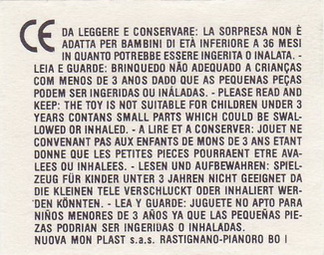 CE DA LEGGERE E CONSERVARE: LA SORPRESA NON È
ADATTA PER BAMBINI DI ETÀ INFERIORE A 36 MESI
IN QUANTO POTREBBE ESSERE INGERITA O INALATA. -
LEIA E GUARDE: BRINQUEDO NÃO ADEQUADO A CRIANÇAS
COM MENOS DE 3 ANOS DADO QUE AS PEQUENAS PEÇAS
PODEM SER INGERIDAS OU INÁLADAS. - PLEASE READ AND
KEEP: THE TOY IS NOT SUITABLE FOR CHILDREN UNDER 3
YEARS CONTANS SMALL PARTS WHICH COULD BE SWAL-
LOWED OR INHALED. - A LIRE ET A CONSERVER: JOUET NE
CONVENANT PAS AUX ENFANTS DE MONS DE 3 ANS ETANT
DONNE QUE LES PETITES PIECES POURRAENT ETRE AVA-
LEES OU INHALEES. - LESEN UND AUFBEWAHREN: SPIEL-
ZEUG FÜR KINDER UNTER 3 JAHREN NICHT GEEIGNET DA
DIE KLEINEN TELE VERSCHLUCKT ODER INHALIERT WER-
DEN KÖNNTEN. - LEA Y GUARDE: JUGUETE NO APTO PARA
NIÑOS MENORES DE 3 AÑOS YA QUE LAS PEQUEÑAS PIE-
ZAS PODRIAN SER INGERIDAS O INHALADAS.
NUOVA MON PLAST s.a.s. RASTIGNANO-PIANORO BO I